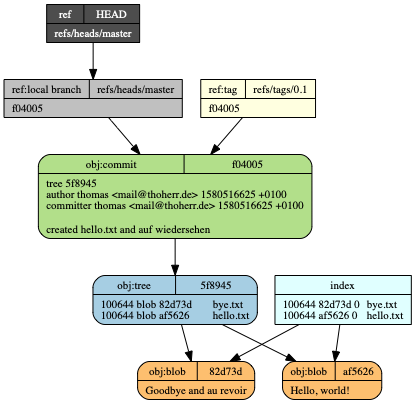 ref HEAD
refs/heads/master
ref:local branch refs/heads/master
f04005
ref:tag refs/tags/0.1
f04005
obj:commit f04005
tree 5f8945
author thomas <mail@thoherr.de> 1580516625 +0100
committer thomas <mail@thoherr.de> 1580516625 +0100
created hello.txt and auf wiedersehen
obj:tree 5f8945
100644 blob 82d73d bye.txt
100644 blob af5626 hello.txt
index
100644 82d73d 0 bye.txt
100644 af5626 0 hello.txt
obj:blob 82d73d
Goodbye and au revoir
obj:blob af5626
Hello, world!